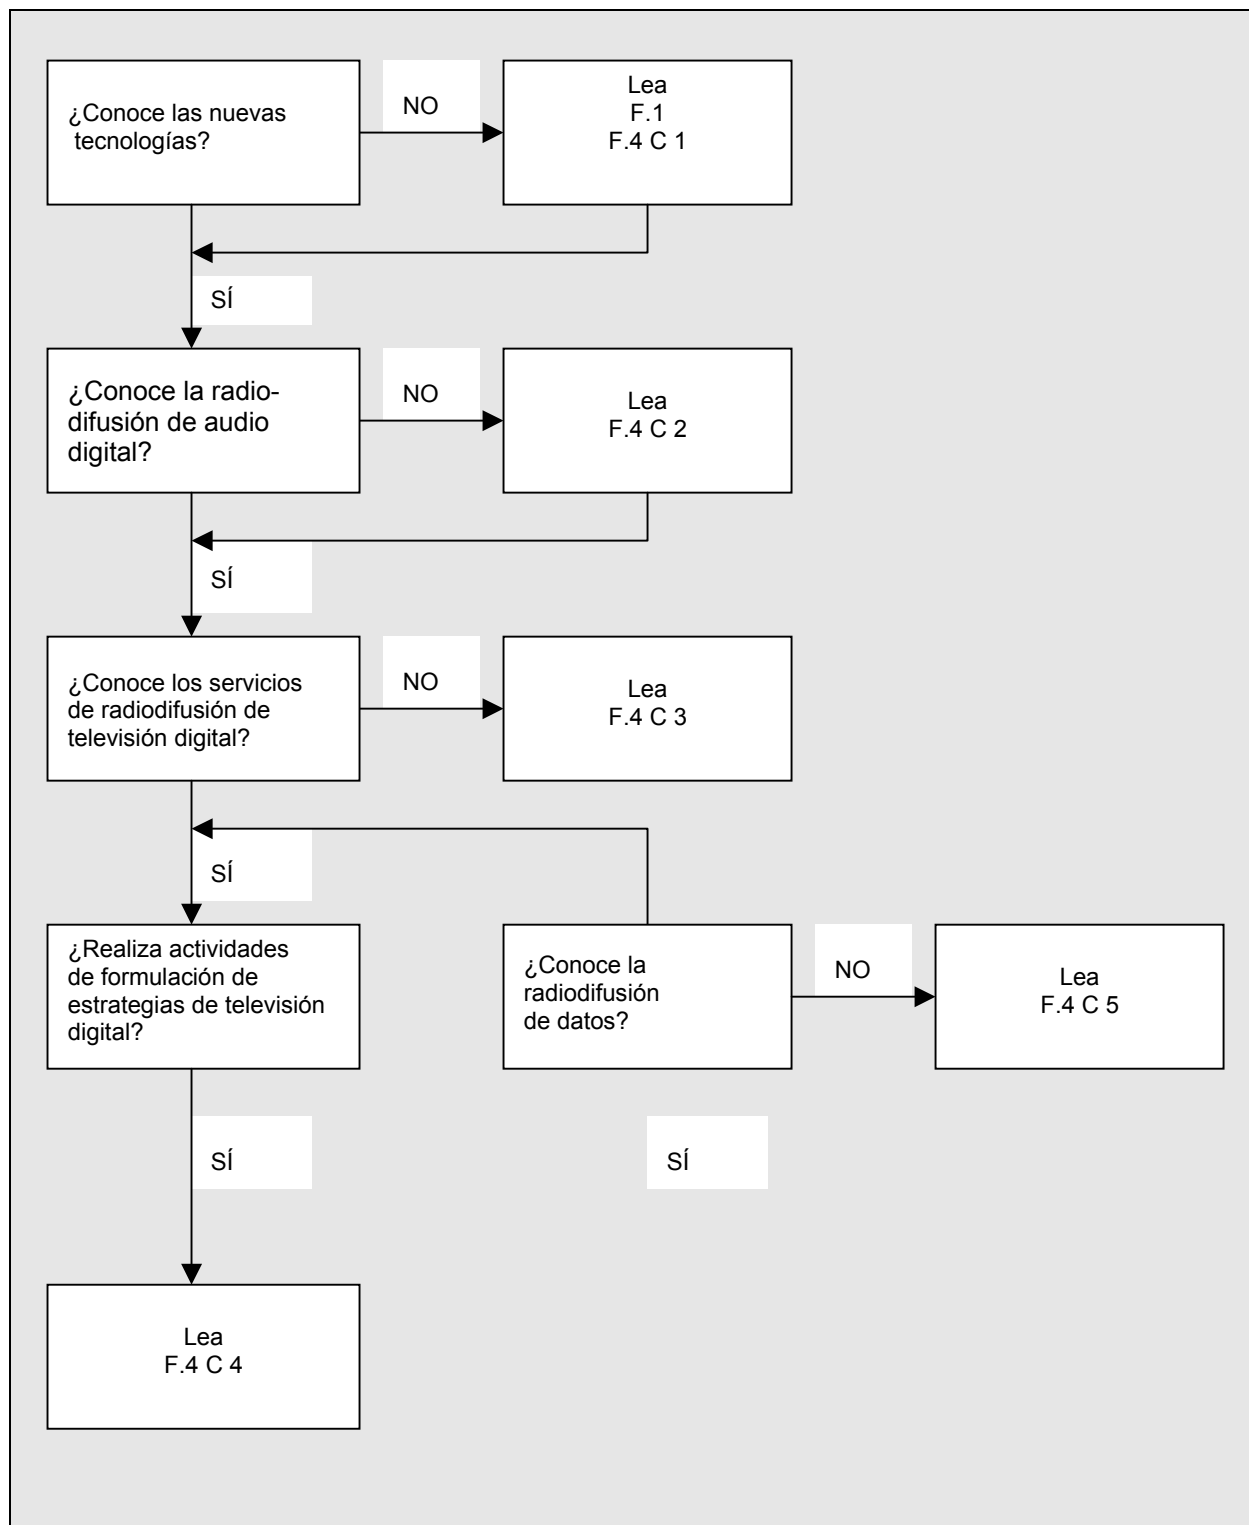 ¿Conoce las nuevas
tecnologías?
NO
Lea
F.1
F.4 C 1
SÍ
¿Conoce la radio-
difusión de audio
digital?
NO
Lea
F.4 C 2
SÍ
¿Conoce los servicios
de radiodifusión de
televisión digital?
NO
Lea
F.4 C 3
SÍ
¿Realiza actividades
de formulación de
estrategias de televisión
digital?
¿Conoce la
radiodifusión
de datos?
NO
Lea
F.4 C 5
SÍ
SÍ
Lea
F.4 C 4